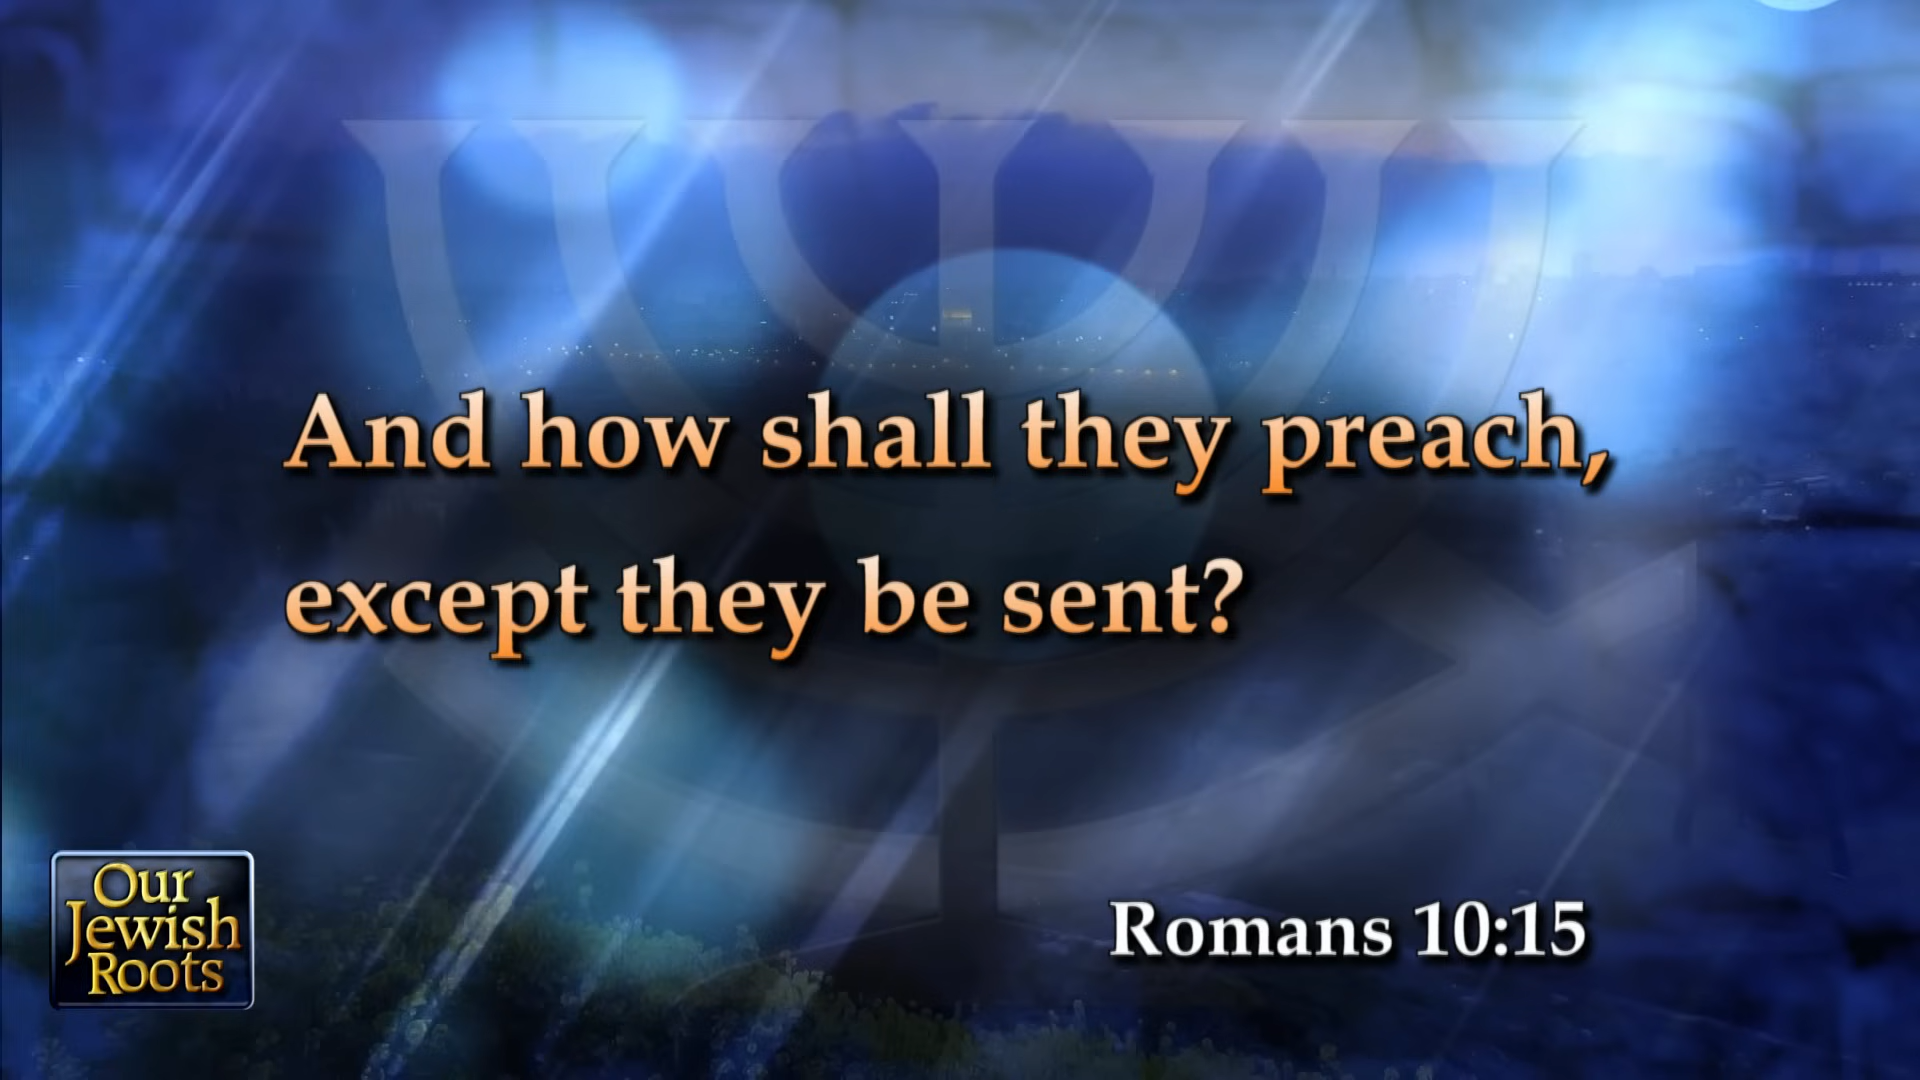 And how shall they preach,
except they be sent?
Romans 10:15
Our
Jewish
Roots